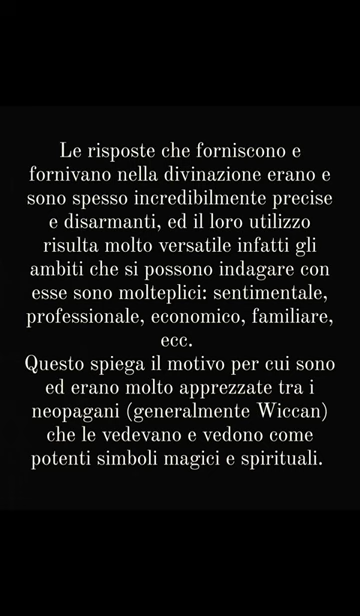 Le risposte che forniscono e
fornivano nella divinazione erano e
sono spesso incredibilmente precise
e disarmanti, ed il loro utilizzo
risulta molto versatile infatti gli
ambiti che si possono indagare con
esse sono molteplici: sentimentale,
professionale, economico, familiare,
ecc.
Questo spiega il motivo per cui sono
ed erano molto apprezzate tra i
neopagani (generalmente Wiccan)
che le vedevano e vedono come
potenti simboli magici e spirituali.